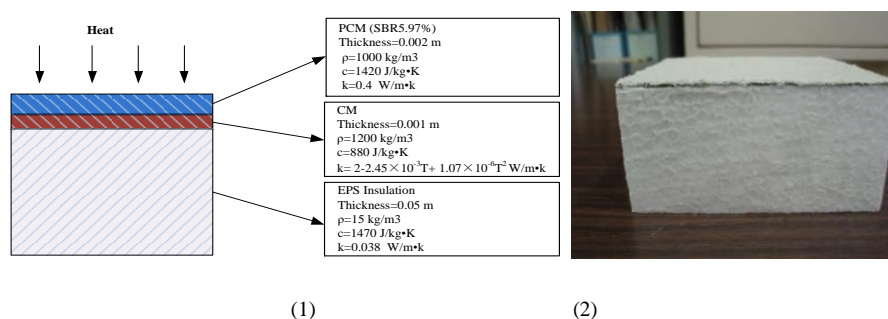 Heat
PCM (SBR5.97%)
Thickness=0.002 m
ρ=1000 kg/m3
c=1420 J/kg•K
k=0.4 W/m•k
CM
Thickness=0.001 m
ρ=1200 kg/m3
c=880 J/kg•K
k= 2-2.45×10⁻³T+ 1.07×10⁻⁶T² W/m•k
EPS Insulation
Thickness=0.05 m
ρ=15 kg/m3
c=1470 J/kg•K
k=0.038 W/m•k
(1)
(2)